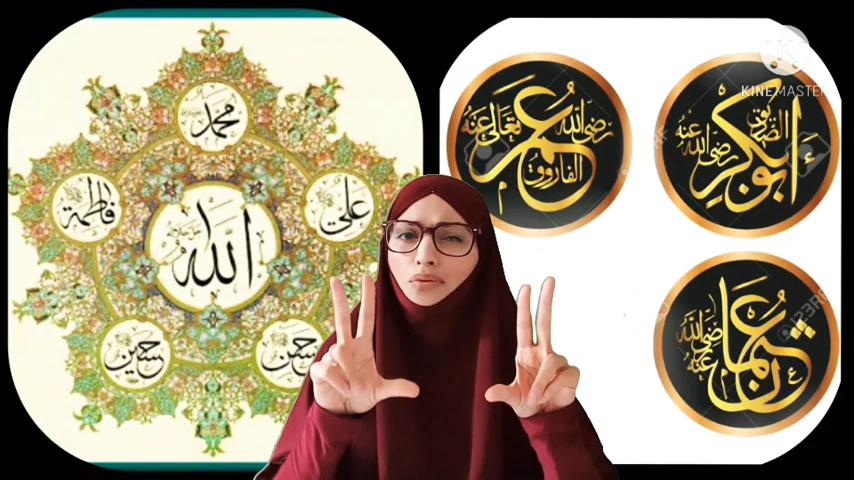 محمد
فاطمة
علي
الله
حسين
حسن
عمر
الفاروق
رضي الله تعالى عنه
أبو بكر
الصديق
رضي الله عنه
عثمان
رضي الله عنه
KINEMASTER